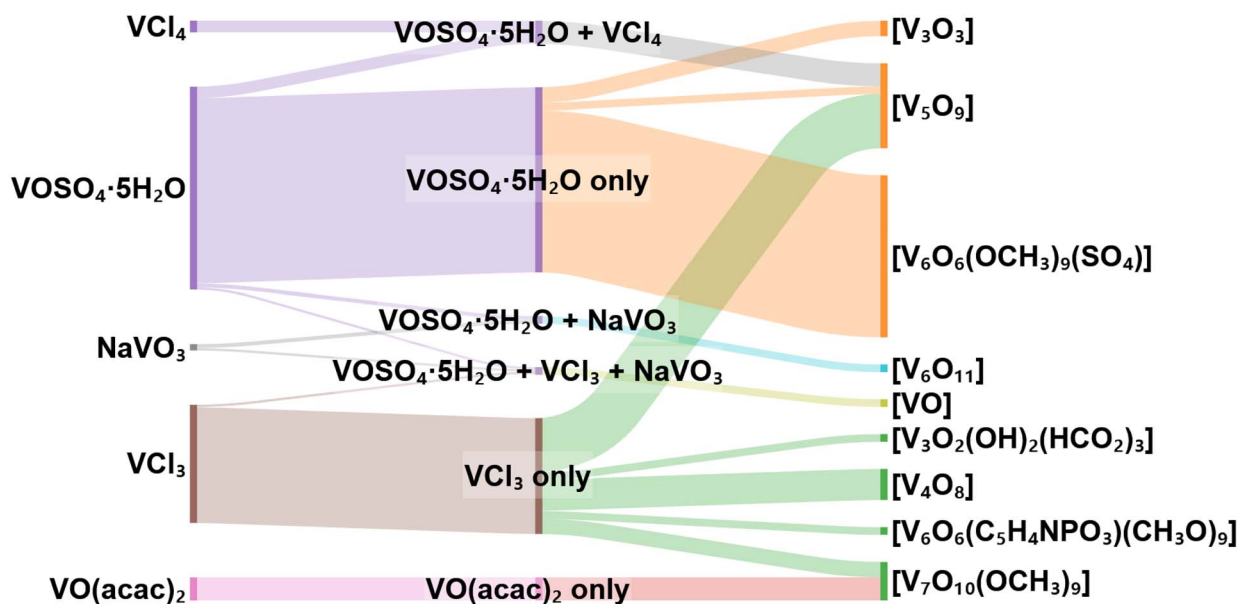 VCl₄
VOSO₄·5H₂O
NaVO₃
VCl₃
VO(acac)₂
VOSO₄·5H₂O + VCl₄
VOSO₄·5H₂O only
VOSO₄·5H₂O + NaVO₃
VOSO₄·5H₂O + VCl₃ + NaVO₃
VCl₃ only
VO(acac)₂ only
[V₃O₃]
[V₅O₉]
[V₆O₆(OCH₃)₉(SO₄)]
[V₆O₁₁]
[VO]
[V₃O₂(OH)₂(HCO₂)₃]
[V₄O₈]
[V₆O₆(C₅H₄NPO₃)(CH₃O)₉]
[V₇O₁₀(OCH₃)₉]